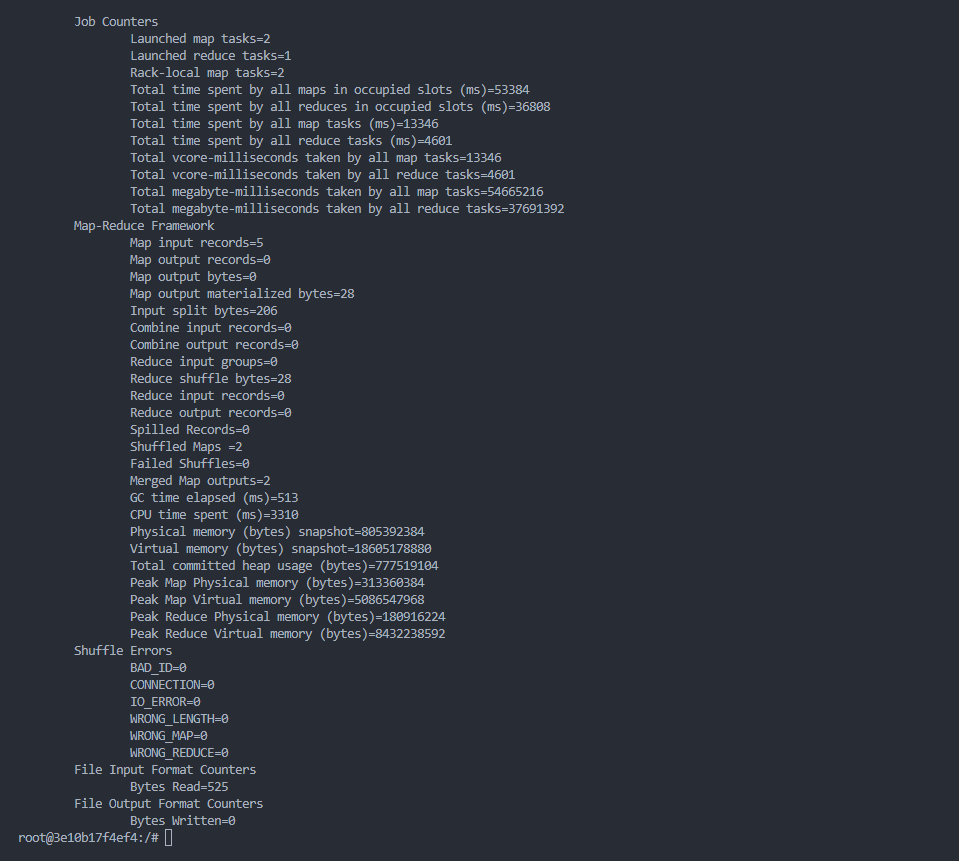 Job Counters
Launched map tasks=2
Launched reduce tasks=1
Rack-local map tasks=2
Total time spent by all maps in occupied slots (ms)=53384
Total time spent by all reduces in occupied slots (ms)=36808
Total time spent by all map tasks (ms)=13346
Total time spent by all reduce tasks (ms)=4601
Total vcore-milliseconds taken by all map tasks=13346
Total vcore-milliseconds taken by all reduce tasks=4601
Total megabyte-milliseconds taken by all map tasks=54665216
Total megabyte-milliseconds taken by all reduce tasks=37691392
Map-Reduce Framework
Map input records=5
Map output records=0
Map output bytes=0
Map output materialized bytes=28
Input split bytes=206
Combine input records=0
Combine output records=0
Reduce input groups=0
Reduce shuffle bytes=28
Reduce input records=0
Reduce output records=0
Spilled Records=0
Shuffled Maps =2
Failed Shuffles=0
Merged Map outputs=2
GC time elapsed (ms)=513
CPU time spent (ms)=3310
Physical memory (bytes) snapshot=805392384
Virtual memory (bytes) snapshot=18605178880
Total committed heap usage (bytes)=777519104
Peak Map Physical memory (bytes)=313360384
Peak Map Virtual memory (bytes)=5086547968
Peak Reduce Physical memory (bytes)=180916224
Peak Reduce Virtual memory (bytes)=8432238592
Shuffle Errors
BAD_ID=0
CONNECTION=0
IO_ERROR=0
WRONG_LENGTH=0
WRONG_MAP=0
WRONG_REDUCE=0
File Input Format Counters
Bytes Read=525
File Output Format Counters
Bytes Written=0
root@3e10b17f4ef4:/#